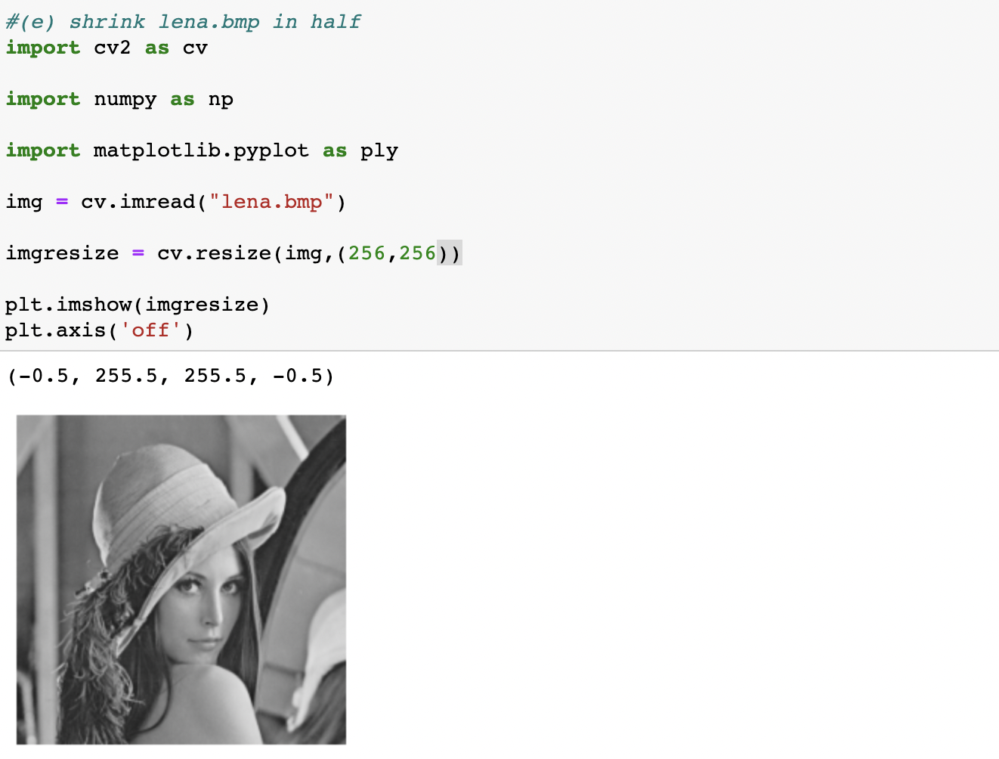 #(e) shrink lena.bmp in half
import cv2 as cv
import numpy as np
import matplotlib.pyplot as ply
img = cv.imread("lena.bmp")
imgresize = cv.resize(img,(256,256))
plt.imshow(imgresize)
plt.axis('off')
(-0.5, 255.5, 255.5, -0.5)